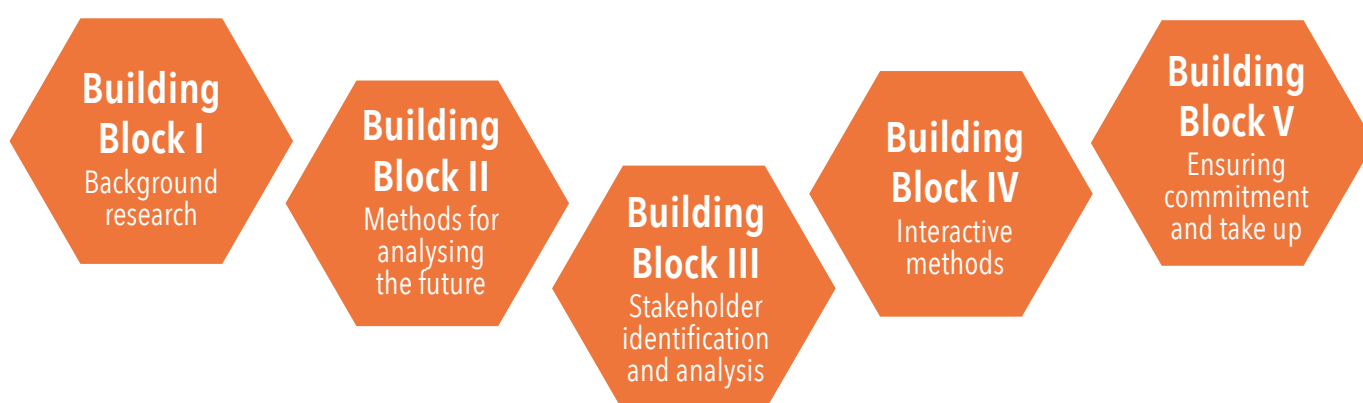 Building
Block I
Background
research
Building
Block II
Methods for
analysing
the future
Building
Block III
Stakeholder
identification
and analysis
Building
Block IV
Interactive
methods
Building
Block V
Ensuring
commitment
and take up